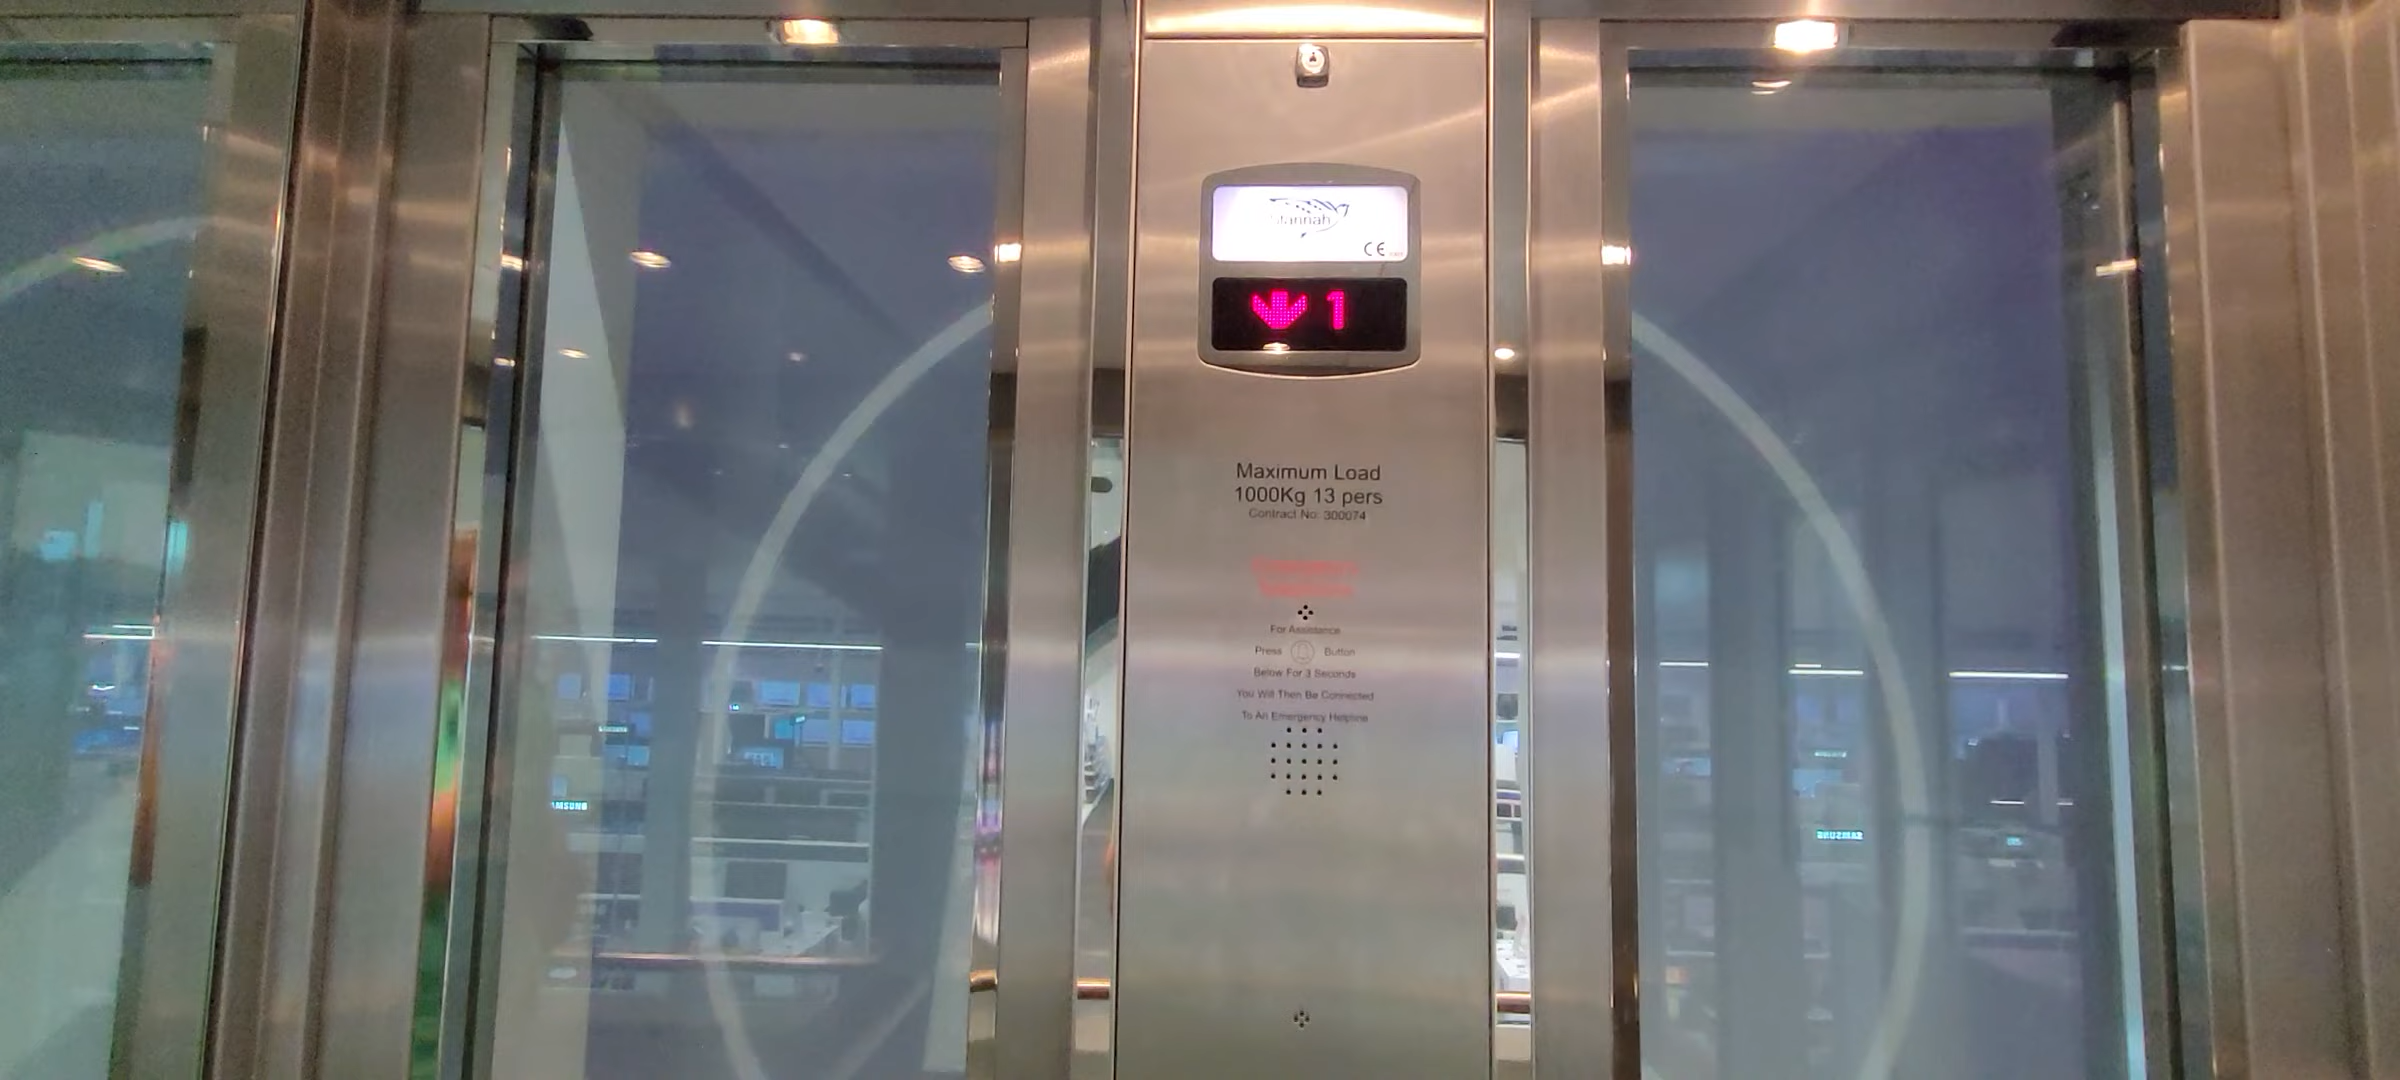 Stannah
CE
1
Maximum Load
1000Kg 13 pers
Contract No: 300074
For Assistance
Press Button
Below For 3 Seconds
You Will Then Be Connected
To An Emergency Helpline
SAMSUNG